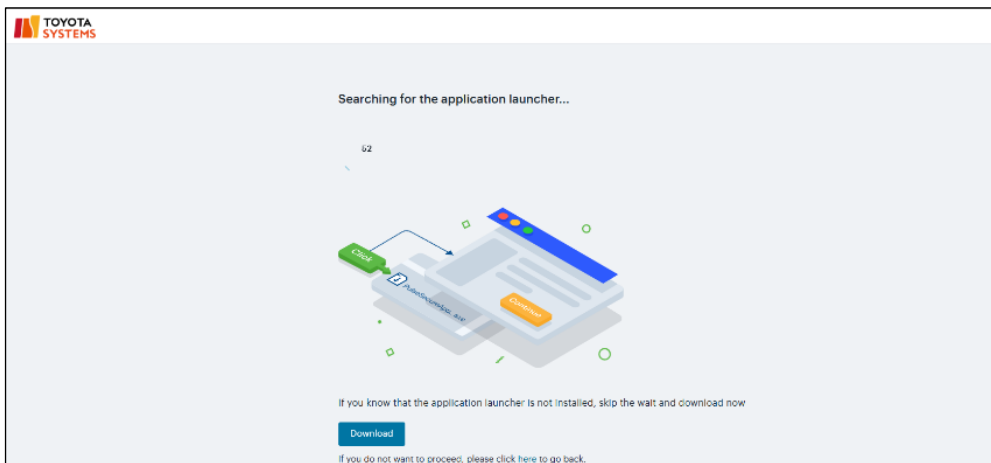 TOYOTA
SYSTEMS
Searching for the application launcher...
62
Click
PulseSecureApp. exe
Continue
If you know that the application launcher is not installed, skip the wait and download now
Download
If you do not want to proceed, please click here to go back.